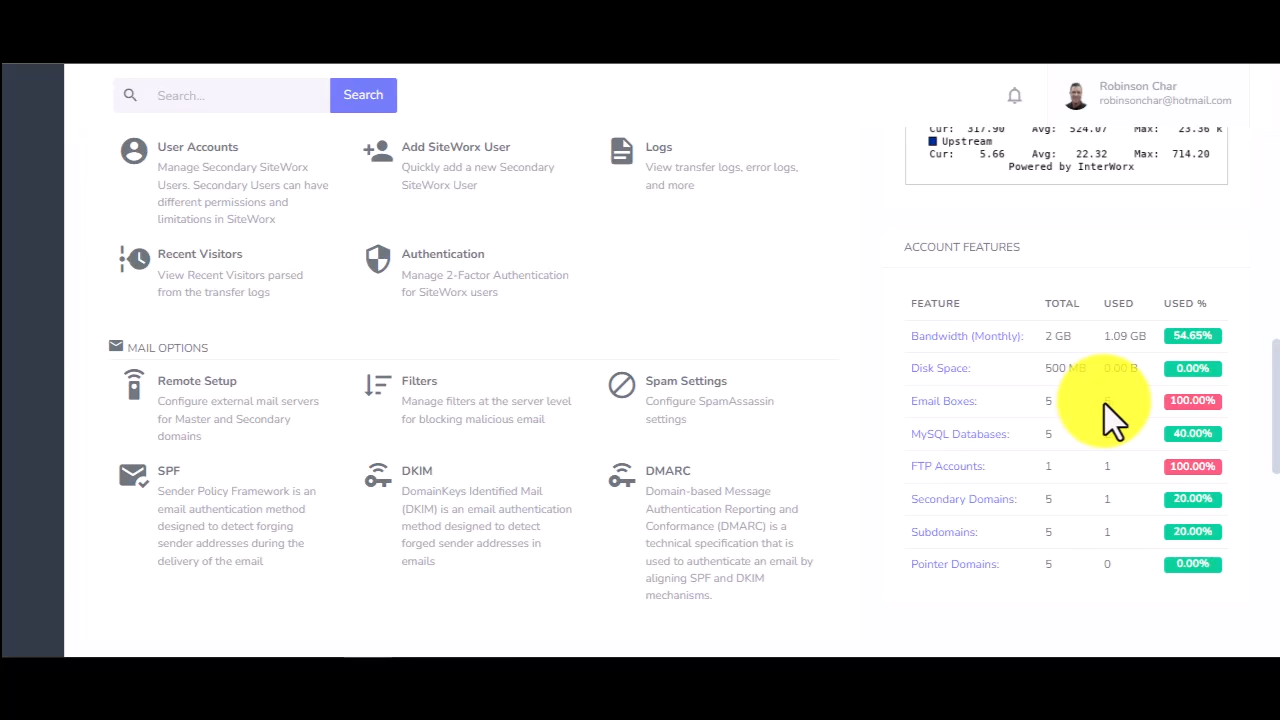 Search...
Search
Robinson Char
robinsonchar@hotmail.com
User Accounts
Manage Secondary SiteWorx
Users. Secondary Users can have
different permissions and
limitations in SiteWorx
Add SiteWorx User
Quickly add a new Secondary
SiteWorx User
Logs
View transfer logs, error logs,
and more
Recent Visitors
View Recent Visitors parsed
from the transfer logs
Authentication
Manage 2-Factor Authentication
for SiteWorx users
MAIL OPTIONS
Remote Setup
Configure external mail servers
for Master and Secondary
domains
Filters
Manage filters at the server level
for blocking malicious email
Spam Settings
Configure SpamAssassin
settings
SPF
Sender Policy Framework is an
email authentication method
designed to detect forging
sender addresses during the
delivery of the email
DKIM
DomainKeys Identified Mail
(DKIM) is an email authentication
method designed to detect
forged sender addresses in
emails
DMARC
Domain-based Message
Authentication Reporting and
Conformance (DMARC) is a
technical specification that is
used to authenticate an email by
aligning SPF and DKIM
mechanisms.
Cur: 317.90 Avg: 524.07 Max: 23.36 k
Upstream
Cur: 5.66 Avg: 22.32 Max: 714.20
Powered by InterWorx
ACCOUNT FEATURES
FEATURE TOTAL USED USED %
Bandwidth (Monthly): 2 GB 1.09 GB 54.65%
Disk Space: 500 MB 0.00 B 0.00%
Email Boxes: 5 100.00%
MySQL Databases: 5 40.00%
FTP Accounts: 1 1 100.00%
Secondary Domains: 5 1 20.00%
Subdomains: 5 1 20.00%
Pointer Domains: 5 0 0.00%